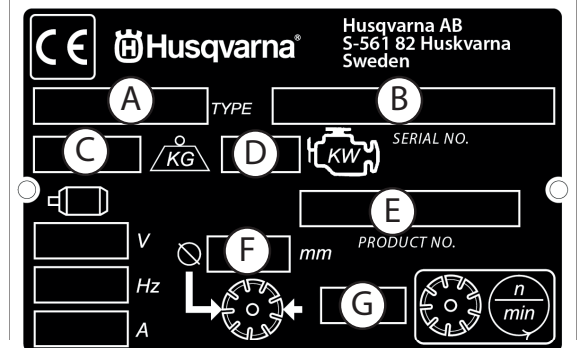 CE
Husqvarna®
Husqvarna AB
S-561 82 Huskvarna
Sweden
A
TYPE
B
SERIAL NO.
C
KG
D
KW
E
PRODUCT NO.
V
F
mm
Hz
G
n
min
A